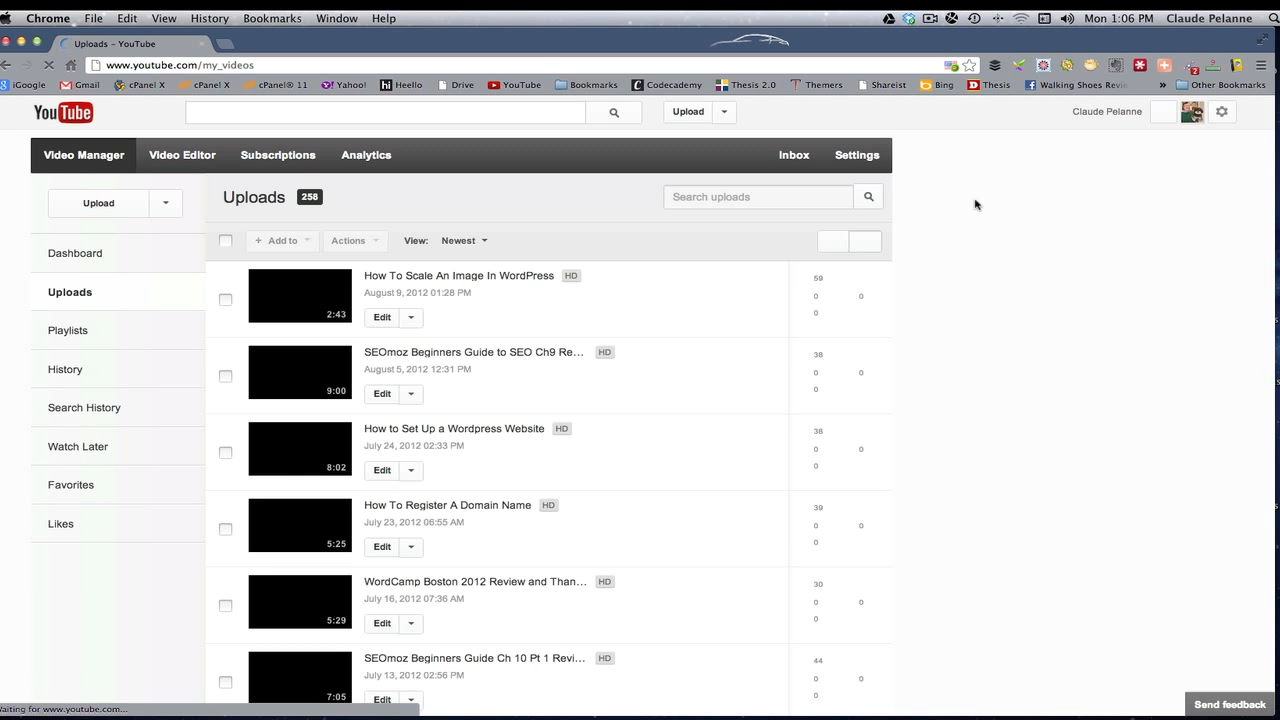 Chrome File Edit View History Bookmarks Window Help Mon 1:06 PM Claude Pelanne
Uploads - YouTube
www.youtube.com/my_videos
iGoogle Gmail cPanel X cPanel X cPanel® 11 Yahoo! Heello Drive YouTube Bookmarks Codecademy Thesis 2.0 Themers Shareist Bing Thesis Walking Shoes Revie » Other Bookmarks
YouTube Upload Claude Pelanne
Video Manager Video Editor Subscriptions Analytics Inbox Settings
Upload
Uploads 258 Search uploads
+ Add to Actions View: Newest
Dashboard
Uploads
Playlists
History
Search History
Watch Later
Favorites
Likes
How To Scale An Image In WordPress HD
August 9, 2012 01:28 PM
2:43
Edit
59
0 0
0
SEOmoz Beginners Guide to SEO Ch9 Re... HD
August 5, 2012 12:31 PM
9:00
Edit
38
0 0
0
How to Set Up a Wordpress Website HD
July 24, 2012 02:33 PM
8:02
Edit
38
0 0
0
How To Register A Domain Name HD
July 23, 2012 06:55 AM
5:25
Edit
39
0 0
0
WordCamp Boston 2012 Review and Than... HD
July 16, 2012 07:36 AM
5:29
Edit
30
0 0
0
SEOmoz Beginners Guide Ch 10 Pt 1 Revi... HD
July 13, 2012 02:56 PM
7:05
Edit
44
0 0
0
Waiting for www.youtube.com...
Send feedback